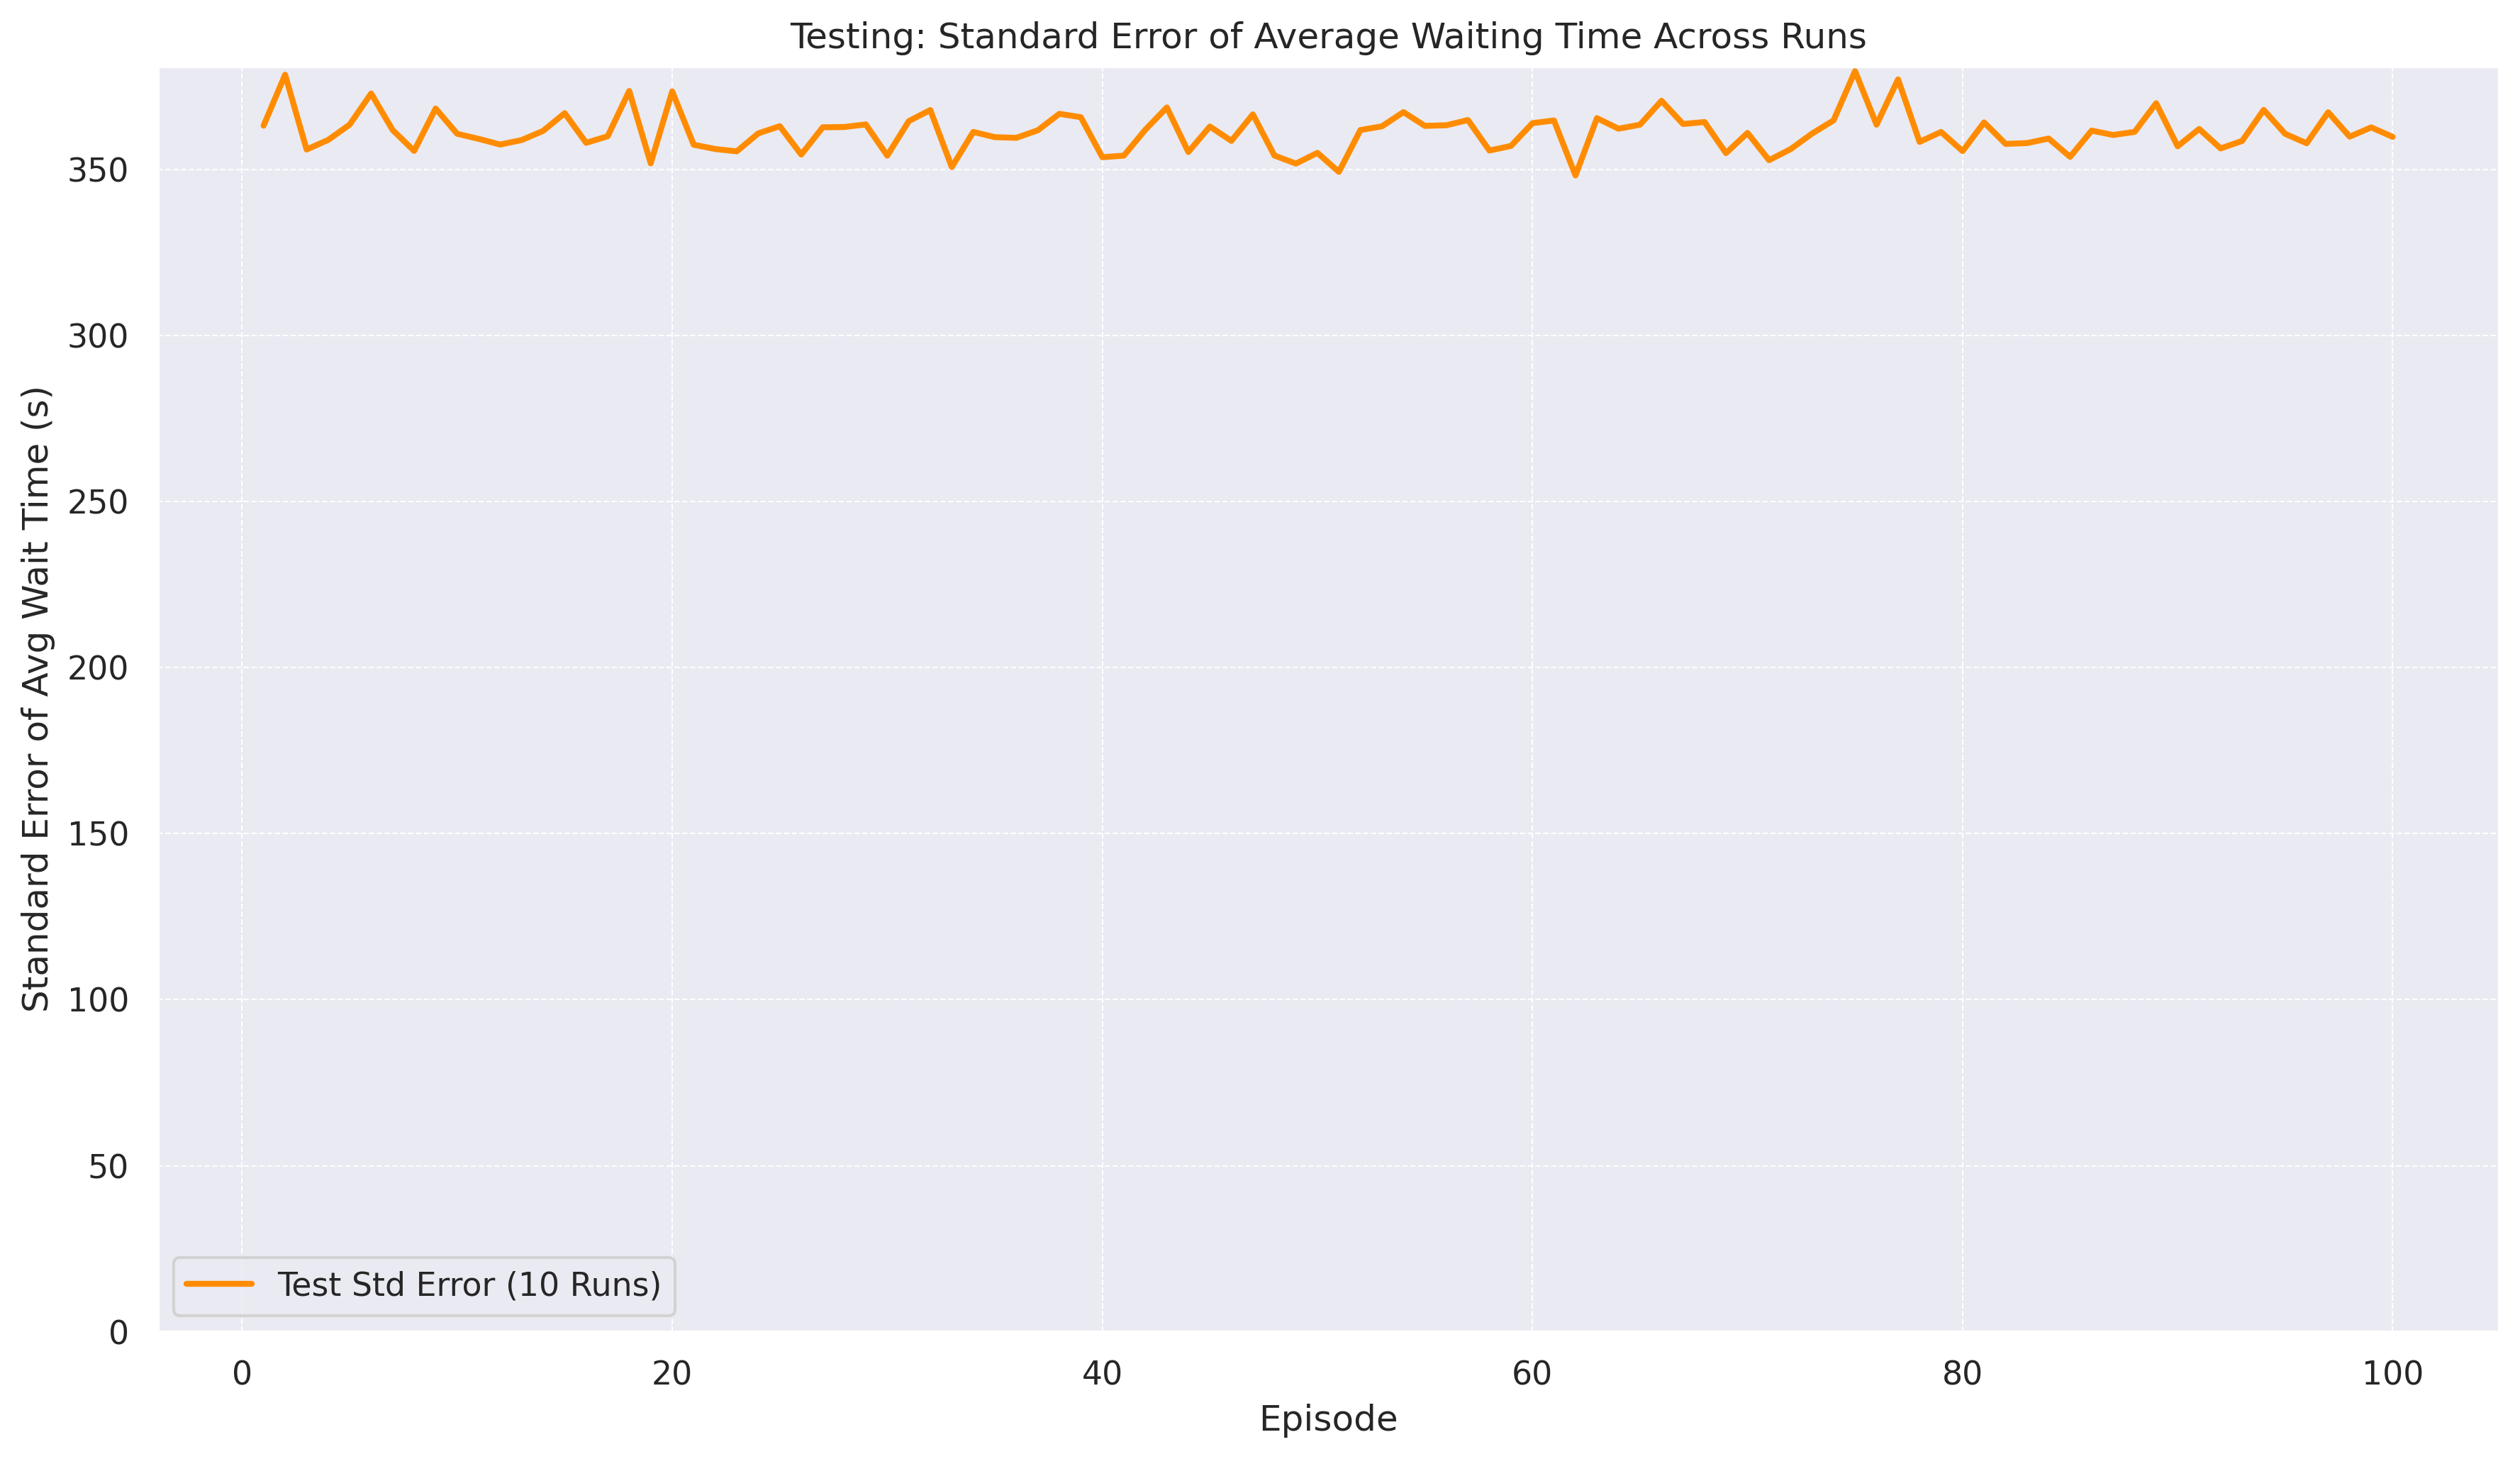 Testing: Standard Error of Average Waiting Time Across Runs
Standard Error of Avg Wait Time (s)
350
300
250
200
150
100
50
0
Test Std Error (10 Runs)
0 20 40 60 80 100
Episode